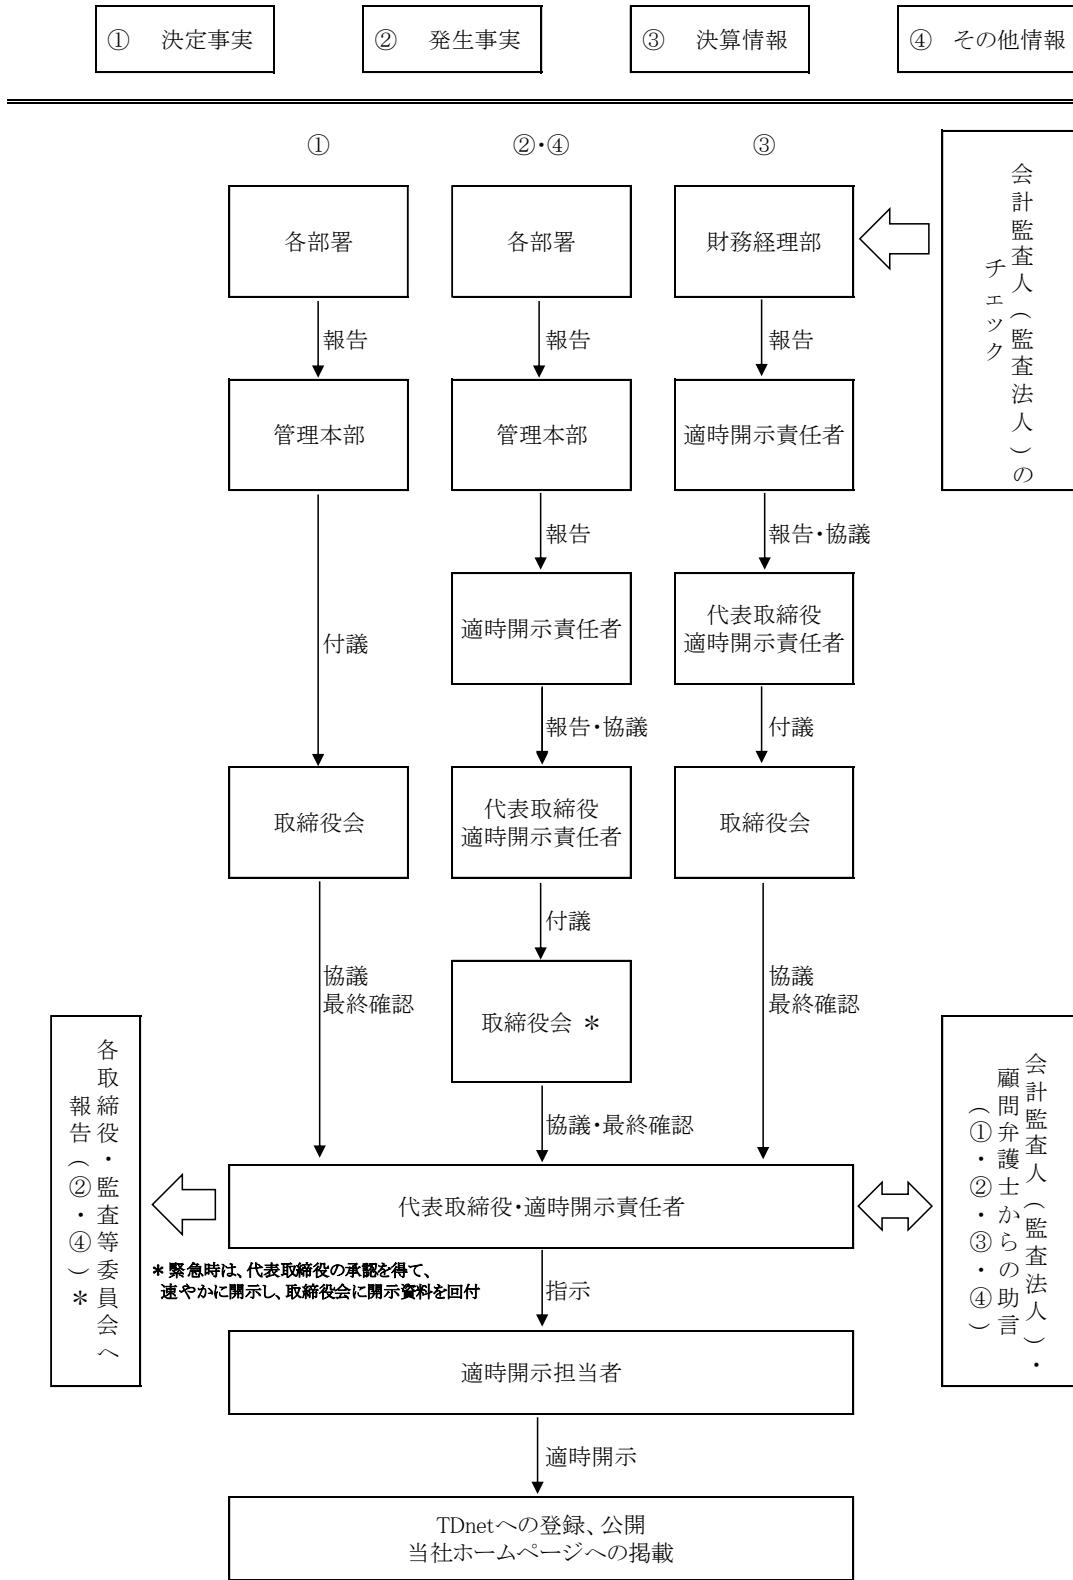 ① 決定事実
② 発生事実
③ 決算情報
④ その他情報
①
②・④
③
各部署
各部署
財務経理部
会計監査人(監査法人)の
チェック
報告
報告
報告
管理本部
管理本部
適時開示責任者
付議
報告
報告・協議
適時開示責任者
代表取締役
適時開示責任者
報告・協議
付議
取締役会
代表取締役
適時開示責任者
取締役会
付議
協議
最終確認
取締役会 *
協議
最終確認
協議・最終確認
各取締役・監査等委員会へ
報告(②・④)*
代表取締役・適時開示責任者
会計監査人(監査法人)・
顧問弁護士からの助言
(①・②・③・④)
* 緊急時は、代表取締役の承認を得て、
速やかに開示し、取締役会に開示資料を回付
指示
適時開示担当者
適時開示
TDnetへの登録、公開
当社ホームページへの掲載